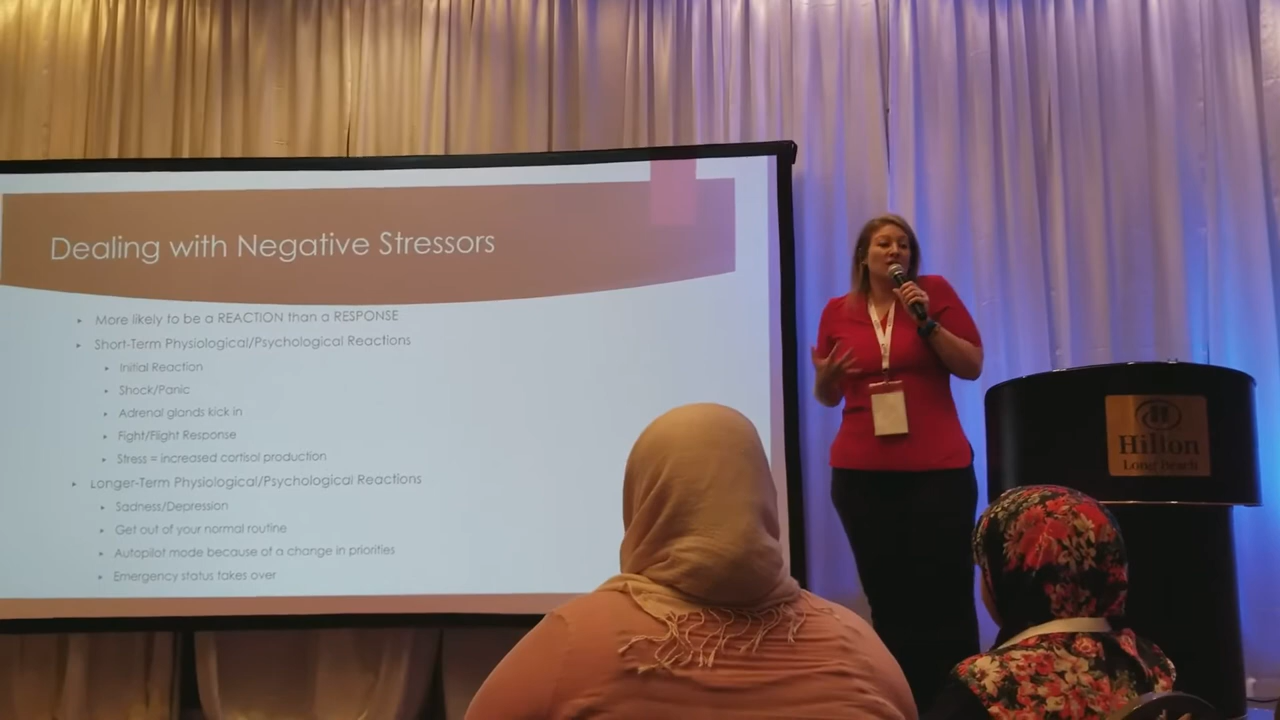 Dealing with Negative Stressors
More likely to be a REACTION than a RESPONSE
Short-Term Physiological/Psychological Reactions
Initial Reaction
Shock/Panic
Adrenal glands kick in
Fight/Flight Response
Stress = increased cortisol production
Longer-Term Physiological/Psychological Reactions
Sadness/Depression
Get out of your normal routine
Autopilot mode because of a change in priorities
Emergency status takes over
Hilton
Long Beach